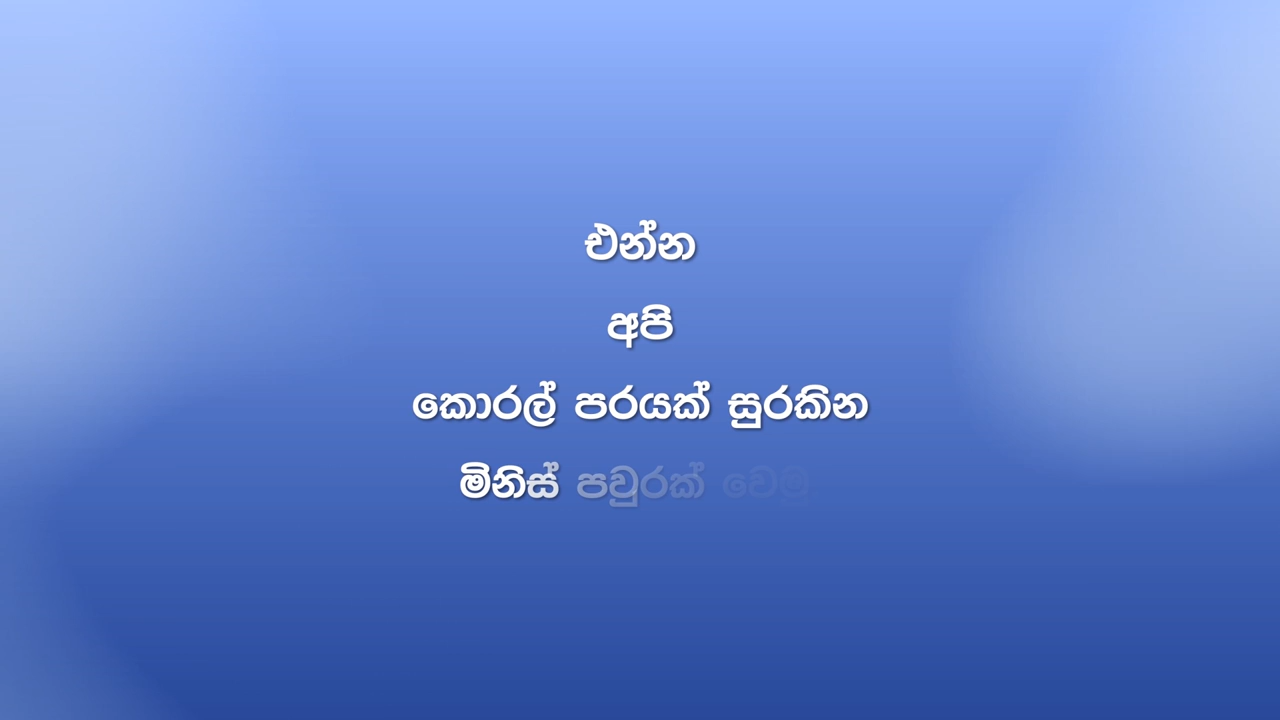 එන්න
අපි
කොරල් පරයක් සුරකින
මිනිස් පවුරක් වෙමු